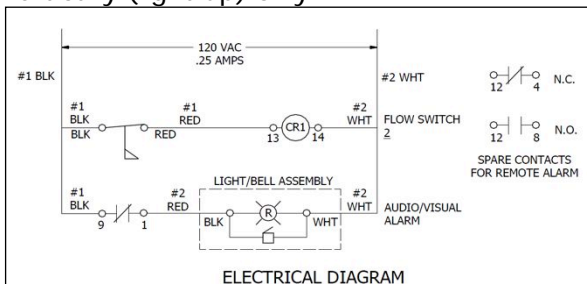 120 VAC
.25 AMPS
#1 BLK
#2 WHT
N.C.
12 4
#1
BLK
#1
RED
#2
WHT
FLOW SWITCH
2
BLK
RED
13
CR1
14
12 8
N.O.
SPARE CONTACTS
FOR REMOTE ALARM
LIGHT/BELL ASSEMBLY
#1
BLK
#2
RED
#2
WHT
AUDIO/VISUAL
ALARM
9
1
BLK
R
WHT
ELECTRICAL DIAGRAM